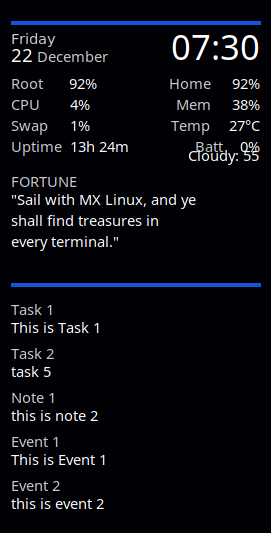 Friday
22 December
07:30
Root 92% Home 92%
CPU 4% Mem 38%
Swap 1% Temp 27°C
Uptime 13h 24m Batt 0%
Cloudy: 55
FORTUNE
"Sail with MX Linux, and ye
shall find treasures in
every terminal."
Task 1
This is Task 1
Task 2
task 5
Note 1
this is note 2
Event 1
This is Event 1
Event 2
this is event 2